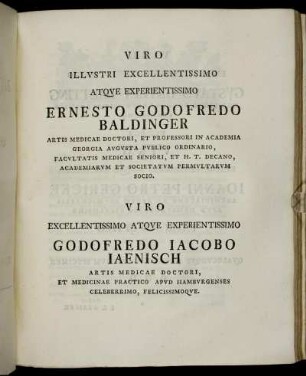 VIRO
ILLVSTRI EXCELLENTISSIMO
ATQVE EXPERIENTISSIMO
ERNESTO GODOFREDO
BALDINGER
ARTIS MEDICAE DOCTORI, ET PROFESSORI IN ACADEMIA
GEORGIA AVGVSTA PVBLICO ORDINARIO,
FACVLTATIS MEDICAE SENIORI, ET H. T. DECANO,
ACADEMIARVM ET SOCIETATVM PERMVLTARVM
SOCIO.
VIRO
EXCELLENTISSIMO ATQVE EXPERIENTISSIMO
GODOFREDO IACOBO
IAENISCH
ARTIS MEDICAE DOCTORI,
ET MEDICINAE PRACTICO APVD HAMBVRGENSES
CELEBERRIMO, FELICISSIMOQVE.